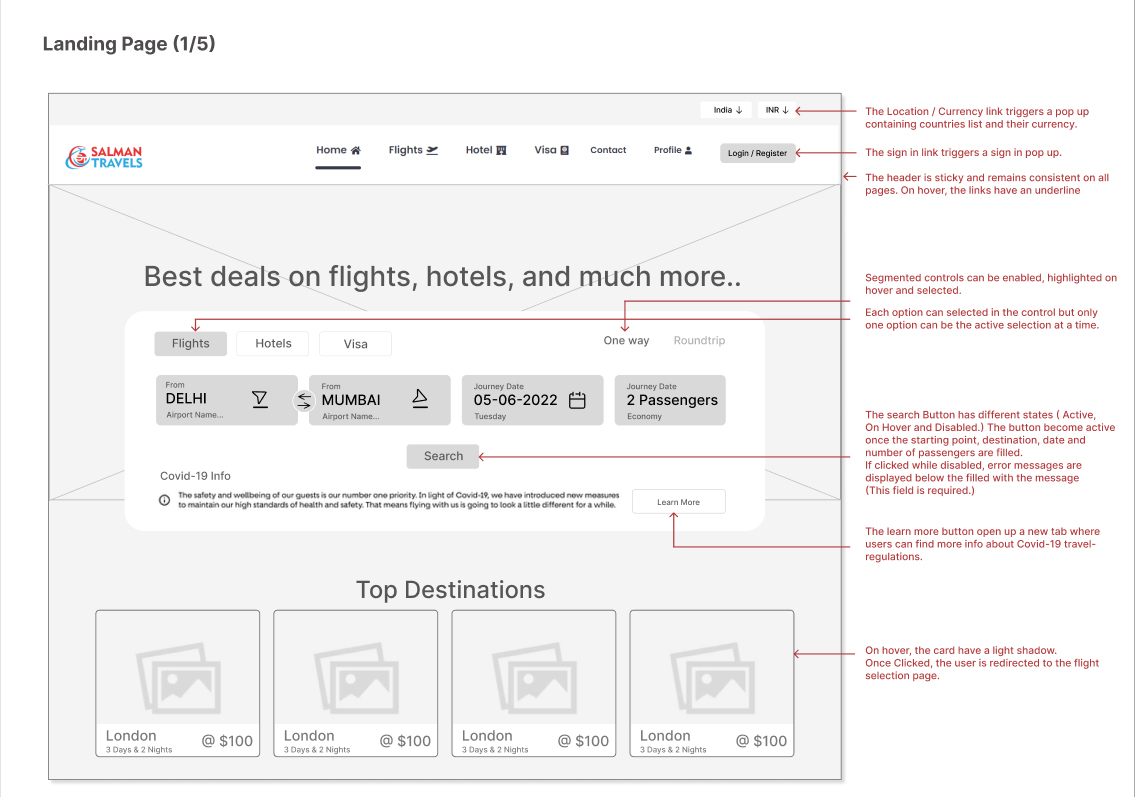 Landing Page (1/5)
India ↓ INR ↓
SALMAN
TRAVELS
Home Flights Hotel Visa Contact Profile Login / Register
Best deals on flights, hotels, and much more..
Flights Hotels Visa One way Roundtrip
From
DELHI
Airport Name...
From
MUMBAI
Airport Name...
Journey Date
05-06-2022
Tuesday
Journey Date
2 Passengers
Economy
Search
Covid-19 Info
The safety and wellbeing of our guests is our number one priority. In light of Covid-19, we have introduced new measures
to maintain our high standards of health and safety. That means flying with us is going to look a little different for a while.
Learn More
Top Destinations
London
3 Days & 2 Nights
@ $100
London
3 Days & 2 Nights
@ $100
London
3 Days & 2 Nights
@ $100
London
3 Days & 2 Nights
@ $100
The Location / Currency link triggers a pop up
containing countries list and their currency.
The sign in link triggers a sign in pop up.
The header is sticky and remains consistent on all
pages. On hover, the links have an underline
Segmented controls can be enabled, highlighted on
hover and selected.
Each option can selected in the control but only
one option can be the active selection at a time.
The search Button has different states ( Active,
On Hover and Disabled.) The button become active
once the starting point, destination, date and
number of passengers are filled.
If clicked while disabled, error messages are
displayed below the filled with the message
(This field is required.)
The learn more button open up a new tab where
users can find more info about Covid-19 travel-
regulations.
On hover, the card have a light shadow.
Once Clicked, the user is redirected to the flight
selection page.